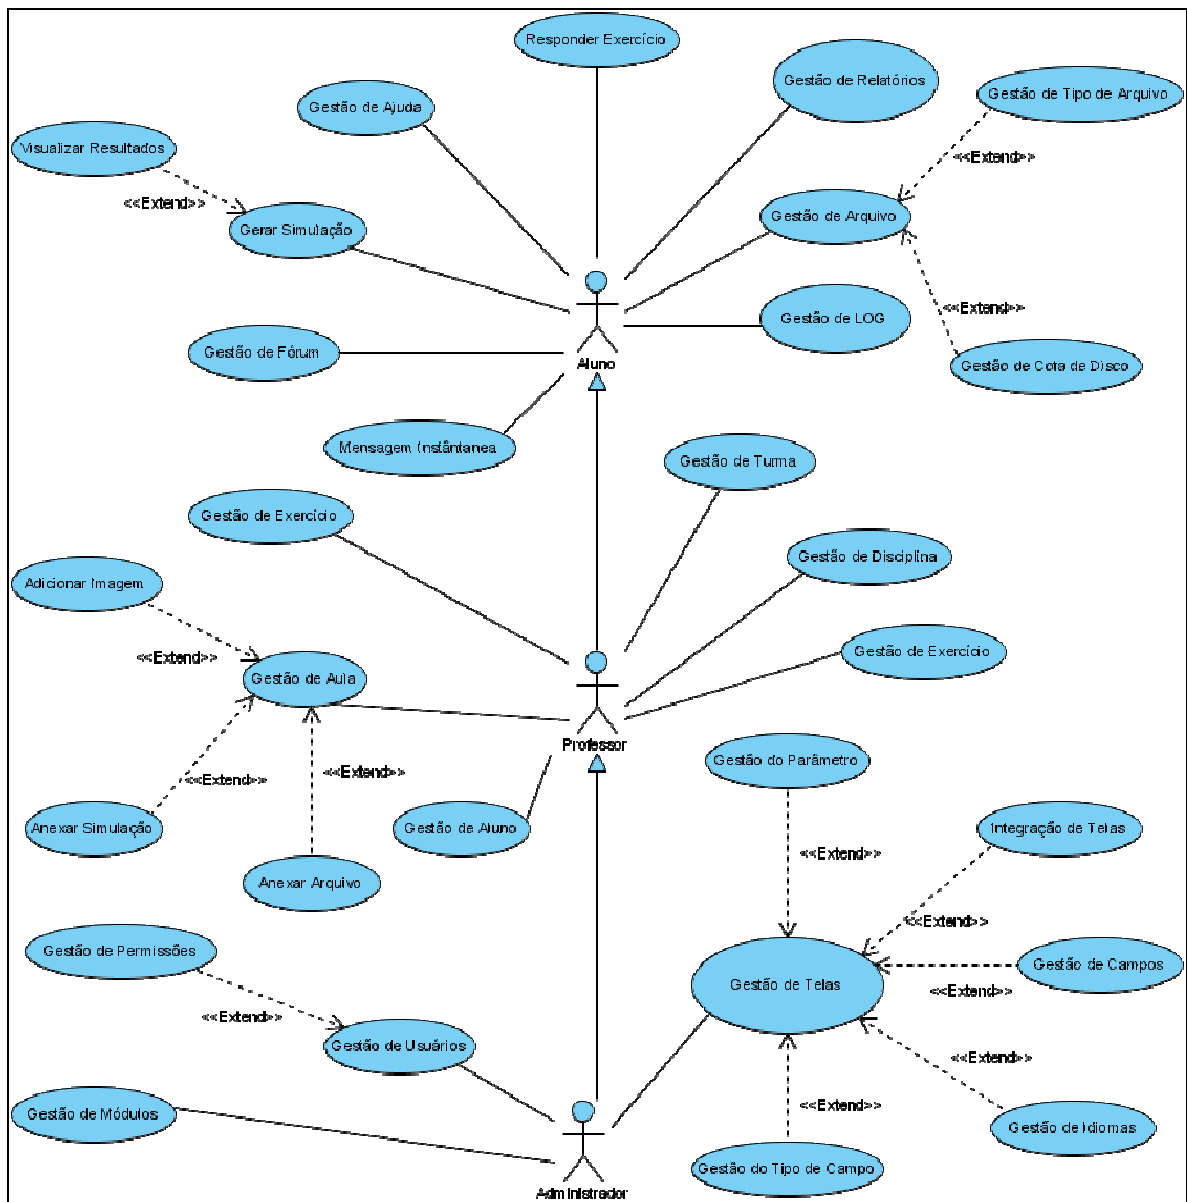 Responder Exercício
Gestão de Relatórios
Gestão de Ajuda
Gestão de Tipo de Arquivo
Visualizar Resultados
<<Extend>>
<<Extend>>
Gerar Simulação
Gestão de Arquivo
<<Extend>>
Gestão de LOG
Gestão de Fórum
Aluno
Gestão de Cota de Disco
Mensagem Instântanea
Gestão de Turma
Gestão de Exercício
Gestão de Disciplina
Adicionar Imagem
<<Extend>>
Gestão de Exercício
Gestão de Aula
Professor
Gestão do Parâmetro
<<Extend>>
<<Extend>>
Anexar Simulação
Gestão de Aluno
Integração de Telas
<<Extend>>
Anexar Arquivo
<<Extend>>
Gestão de Permissões
Gestão de Campos
Gestão de Telas
<<Extend>>
<<Extend>>
Gestão de Usuários
<<Extend>>
Gestão de Módulos
<<Extend>>
Gestão de Idiomas
Gestão do Tipo de Campo
Administrador